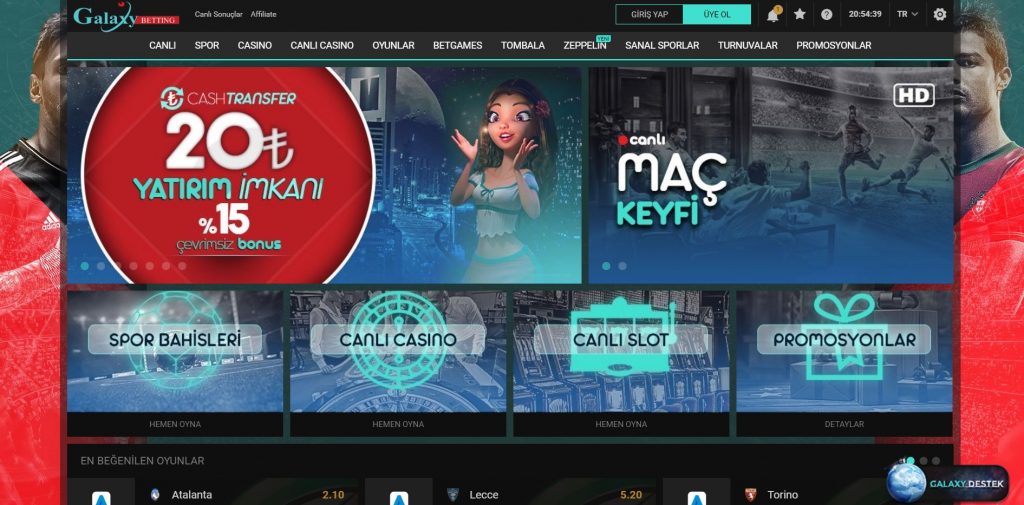 Galaxy BETTING
Canlı Sonuçlar Affiliate
GİRİŞ YAP ÜYE OL
1
?
20:54:39
TR
CANLI SPOR CASINO CANLI CASINO OYUNLAR BETGAMES TOMBALA ZEPPELIN YENİ SANAL SPORLAR TURNUVALAR PROMOSYONLAR
CASHTRANSFER
20₺
YATIRIM İMKANI
%15
çevrimsiz bonus
HD
canlı
MAÇ
KEYFİ
SPOR BAHİSLERİ
CANLI CASINO
CANLI SLOT
PROMOSYONLAR
HEMEN OYNA
HEMEN OYNA
HEMEN OYNA
DETAYLAR
EN BEĞENİLEN OYUNLAR
Atalanta 2.10
Lecce 5.20
Torino
GALAXY DESTEK
adidas